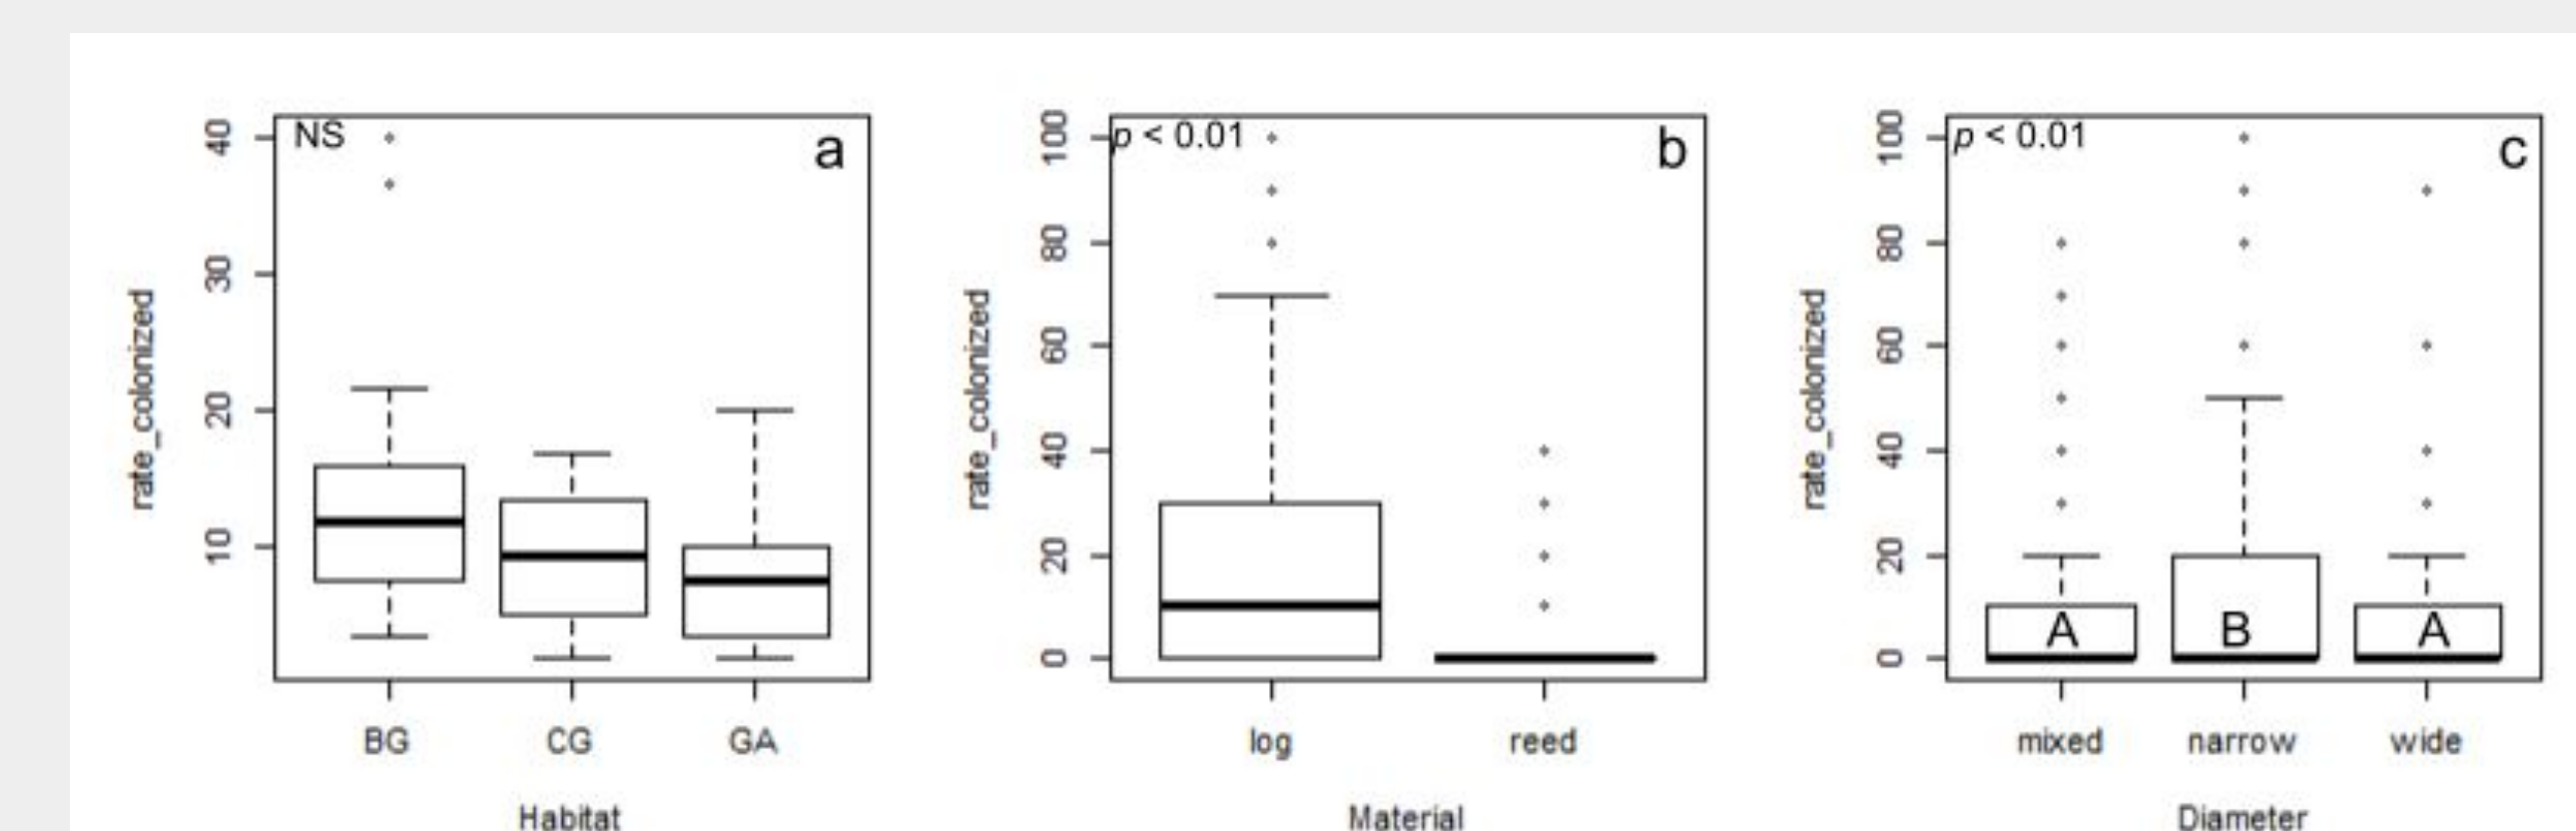 NS
a
40
30
20
10
rate_colonized
BG CG GA
Habitat
p < 0.01
b
100
80
60
40
20
0
rate_colonized
log reed
Material
p < 0.01
c
100
80
60
40
20
0
rate_colonized
A B A
mixed narrow wide
Diameter